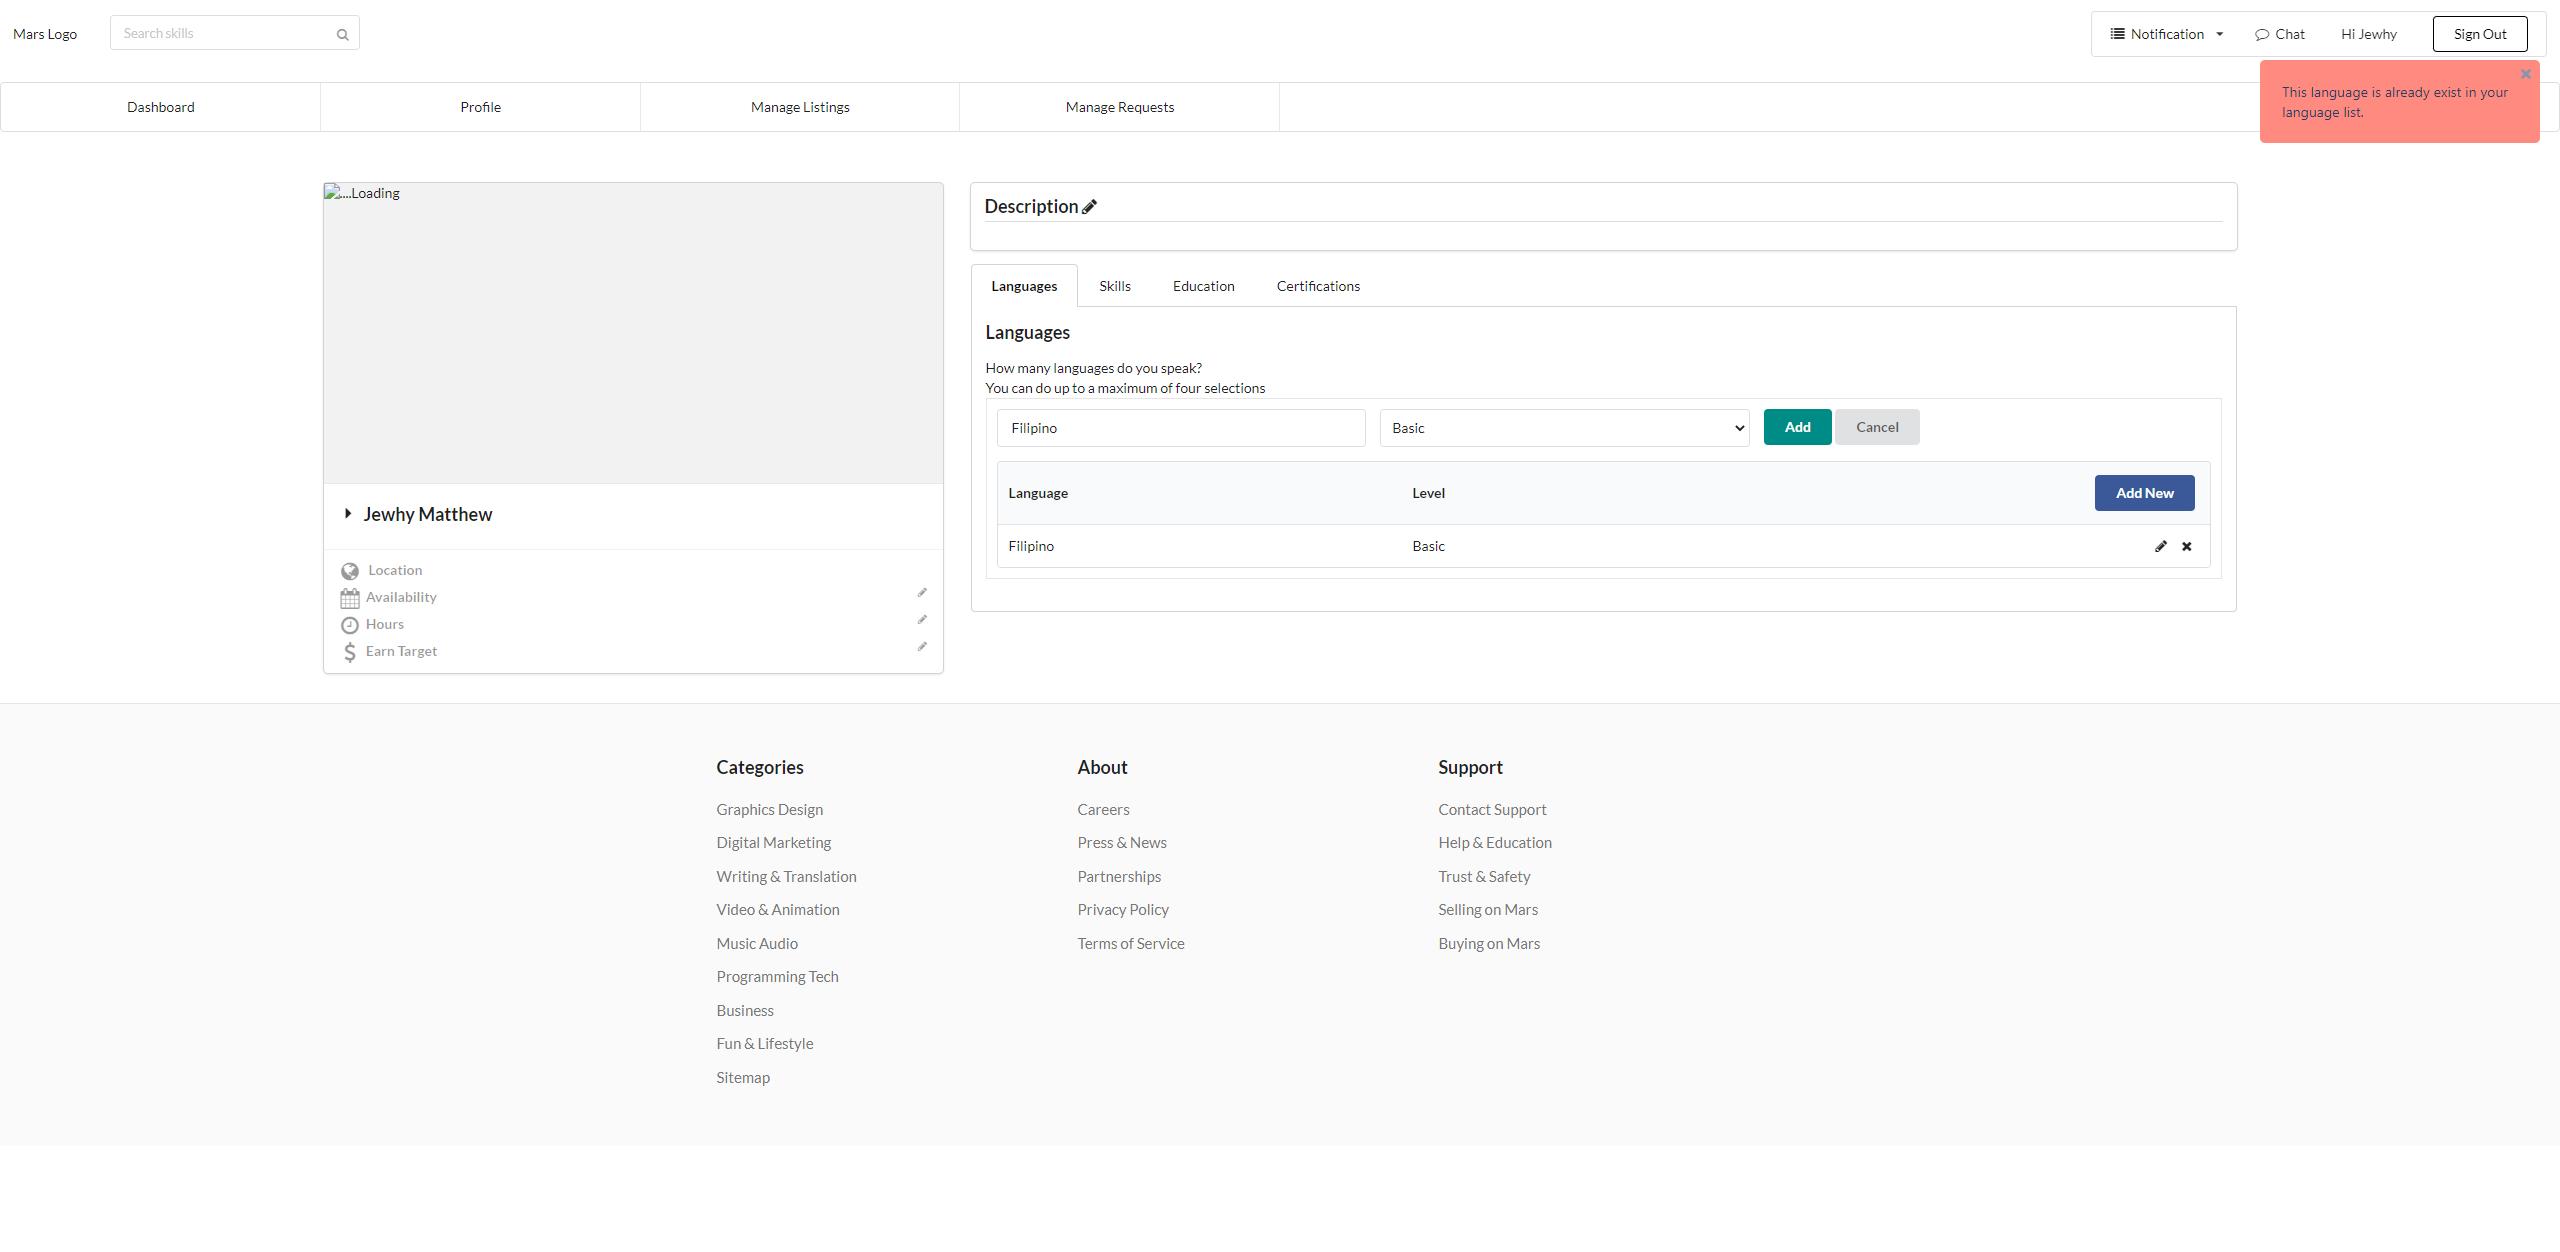 Mars Logo
Search skills
Notification
Chat
Hi Jewhy
Sign Out
This language is already exist in your
language list.
Dashboard
Profile
Manage Listings
Manage Requests
....Loading
Jewhy Matthew
Location
Availability
Hours
Earn Target
Description
Languages
Skills
Education
Certifications
Languages
How many languages do you speak?
You can do up to a maximum of four selections
Filipino
Basic
Add
Cancel
Language
Level
Add New
Filipino
Basic
Categories
Graphics Design
Digital Marketing
Writing & Translation
Video & Animation
Music Audio
Programming Tech
Business
Fun & Lifestyle
Sitemap
About
Careers
Press & News
Partnerships
Privacy Policy
Terms of Service
Support
Contact Support
Help & Education
Trust & Safety
Selling on Mars
Buying on Mars